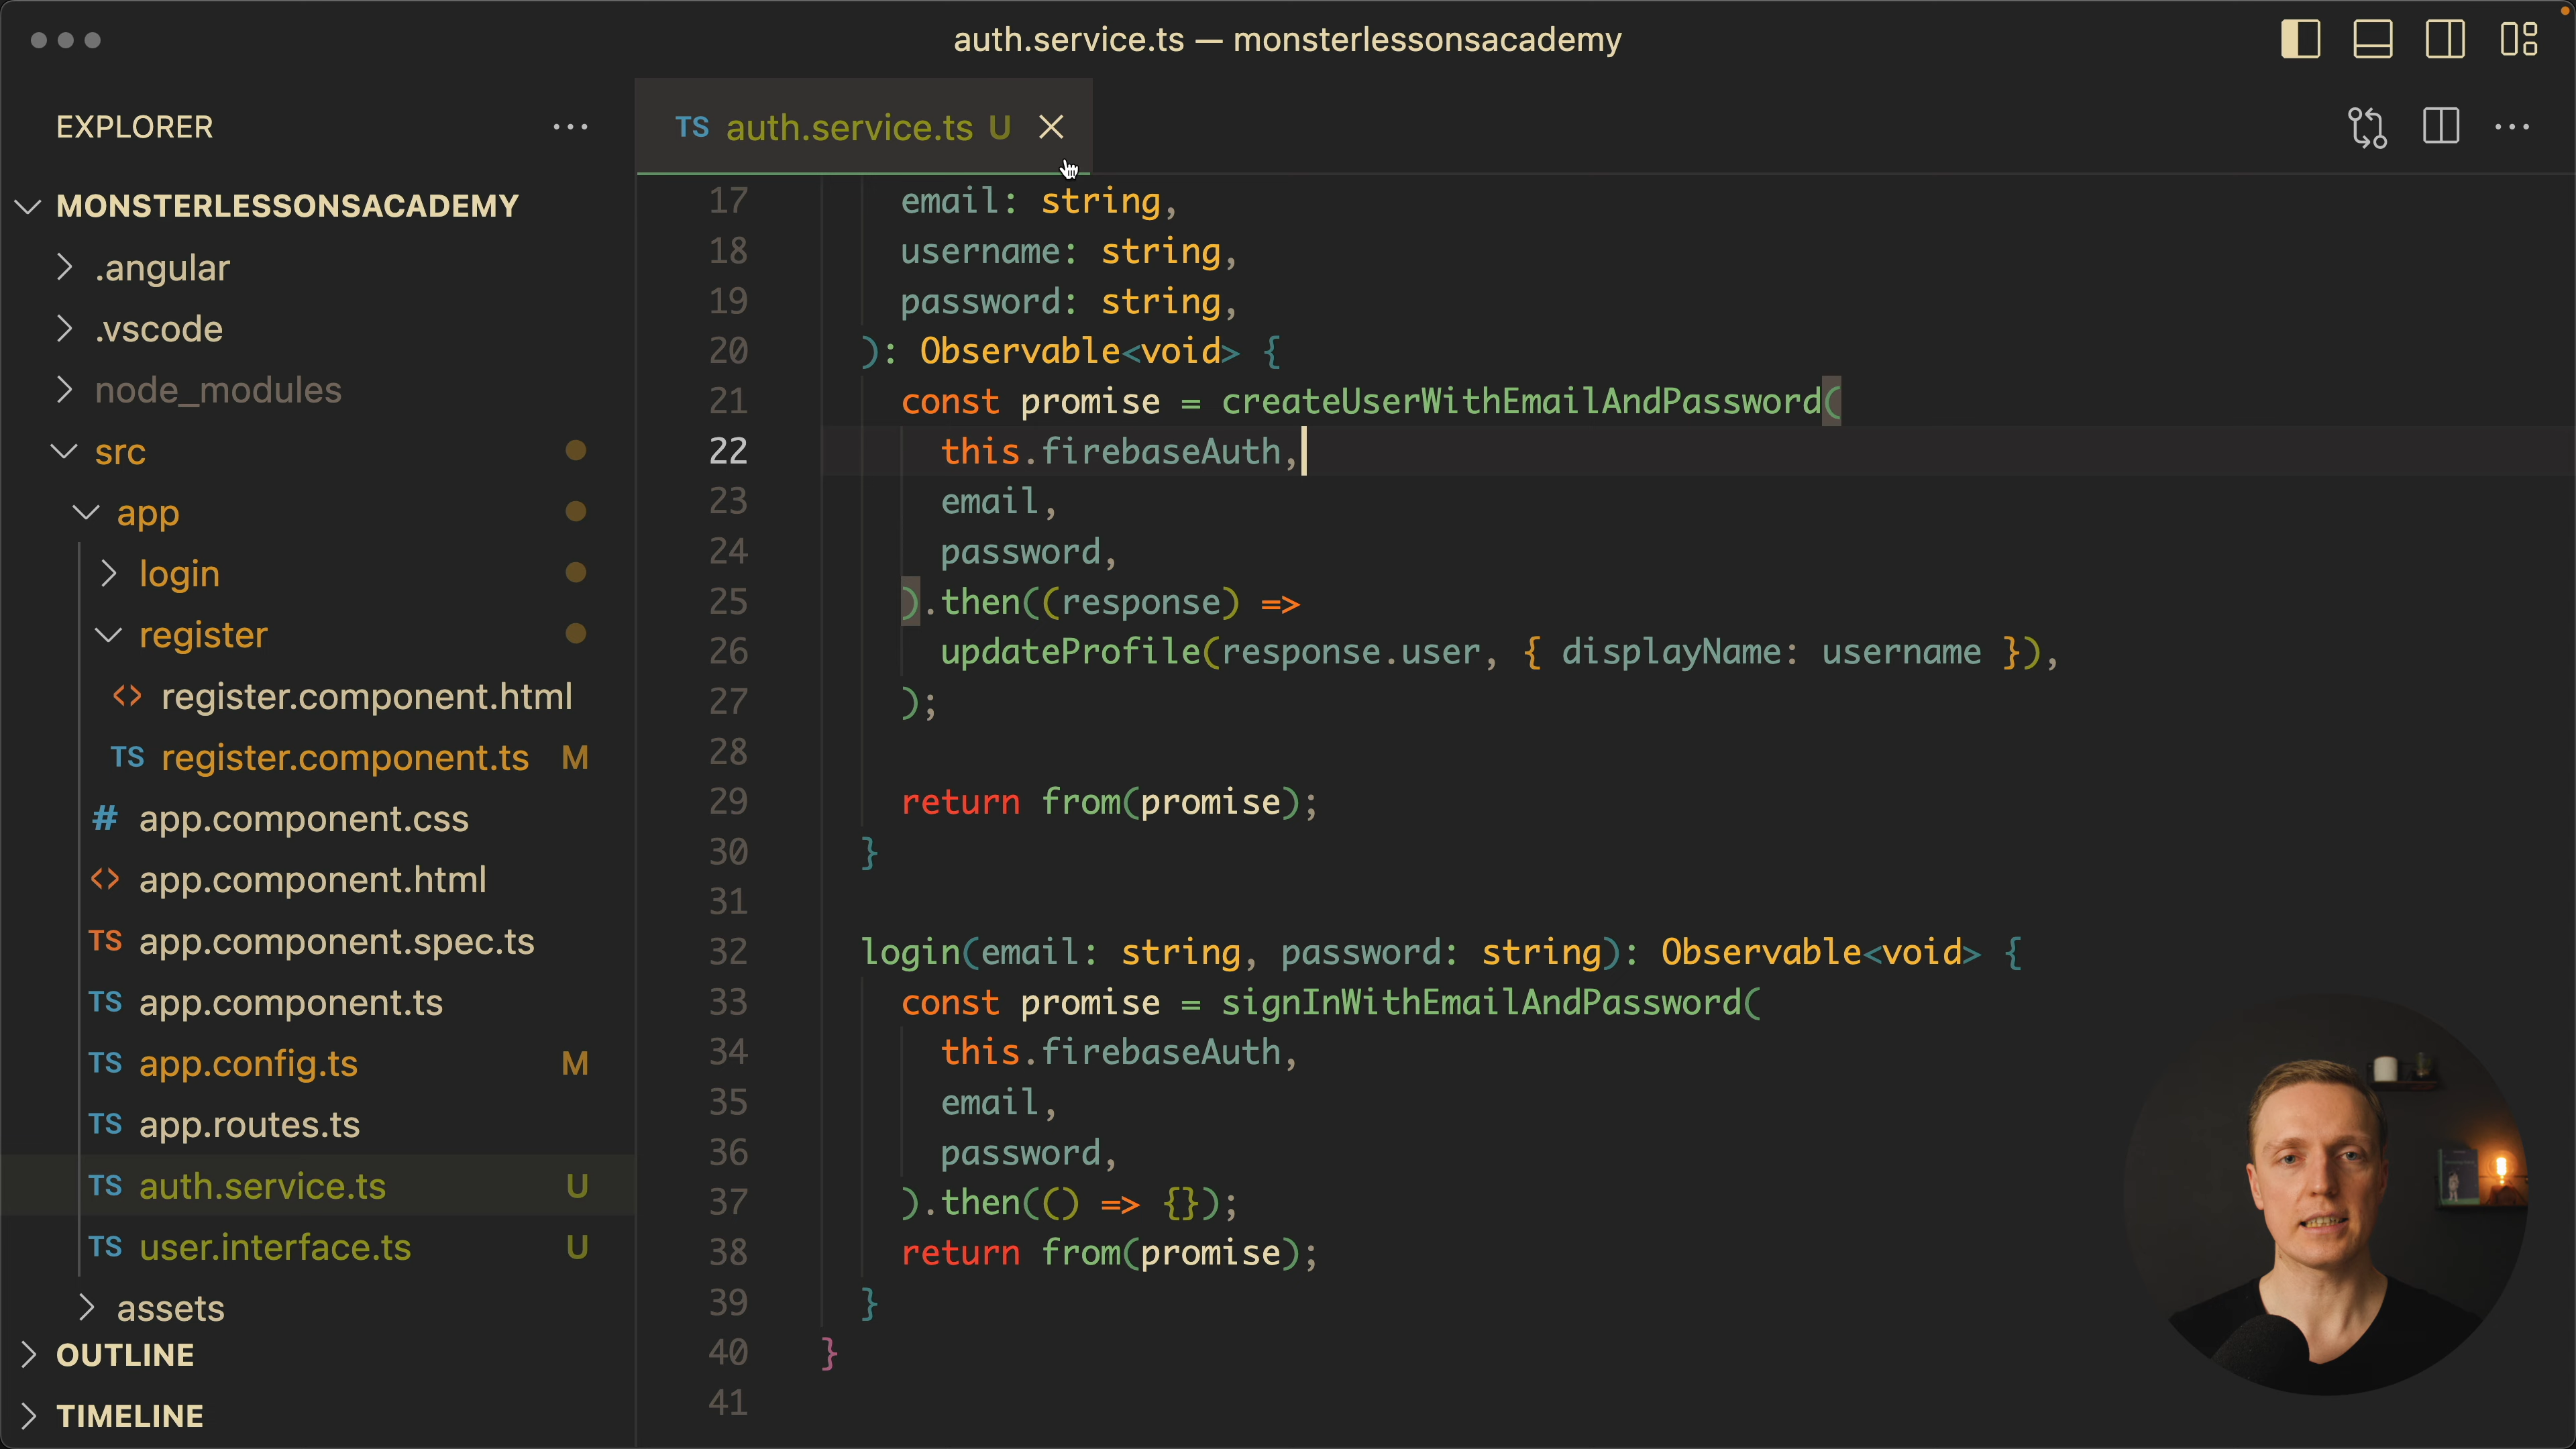 auth.service.ts — monsterlessonsacademy
EXPLORER
MONSTERLESSONSACADEMY
.angular
.vscode
node_modules
src
app
login
register
<> register.component.html
TS register.component.ts M
# app.component.css
<> app.component.html
TS app.component.spec.ts
TS app.component.ts
TS app.config.ts M
TS app.routes.ts
TS auth.service.ts U
TS user.interface.ts U
assets
OUTLINE
TIMELINE
TS auth.service.ts U
17 email: string,
18 username: string,
19 password: string,
20 ): Observable<void> {
21 const promise = createUserWithEmailAndPassword(
22 this.firebaseAuth,
23 email,
24 password,
25 ).then((response) =>
26 updateProfile(response.user, { displayName: username }),
27 );
28
29 return from(promise);
30 }
31
32 login(email: string, password: string): Observable<void> {
33 const promise = signInWithEmailAndPassword(
34 this.firebaseAuth,
35 email,
36 password,
37 ).then(() => {});
38 return from(promise);
39 }
40 }
41